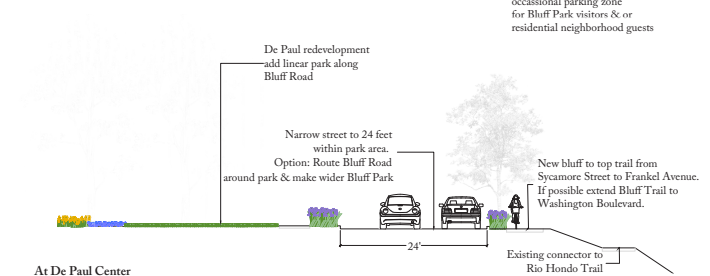 occassional parking zone
for Bluff Park visitors & or
residential neighborhood guests
De Paul redevelopment
add linear park along
Bluff Road
Narrow street to 24 feet
within park area.
Option: Route Bluff Road
around park & make wider Bluff Park
New bluff to top trail from
Sycamore Street to Frankel Avenue.
If possible extend Bluff Trail to
Washington Boulevard.
24'
Existing connector to
Rio Hondo Trail
At De Paul Center